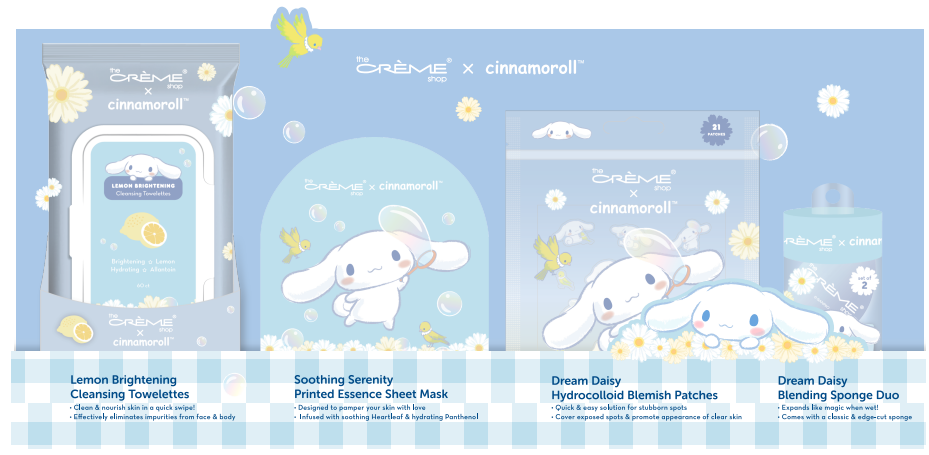 the
CRÈME®
shop
× cinnamoroll™
the
CRÈME®
shop
×
cinnamoroll™
LEMON BRIGHTENING
Cleansing Towelettes
Brightening Lemon
Hydrating Allantoin
the
CRÈME®
shop
×
cinnamoroll™
the
CRÈME®
shop
× cinnamoroll™
21
PATCHES
the
CRÈME®
shop
×
cinnamoroll™
CRÈME®
shop
× cinnam
set of
2
Lemon Brightening
Cleansing Towelettes
• Clean & nourish skin in a quick swipe!
• Effectively eliminates impurities from face & body
Soothing Serenity
Printed Essence Sheet Mask
• Designed to pamper your skin with love
• Infused with soothing Heartleaf & hydrating Panthenol
Dream Daisy
Hydrocolloid Blemish Patches
• Quick & easy solution for stubborn spots
• Cover exposed spots & promote appearance of clear skin
Dream Daisy
Blending Sponge Duo
• Expands like magic when wet!
• Comes with a classic & edge-cut sponge